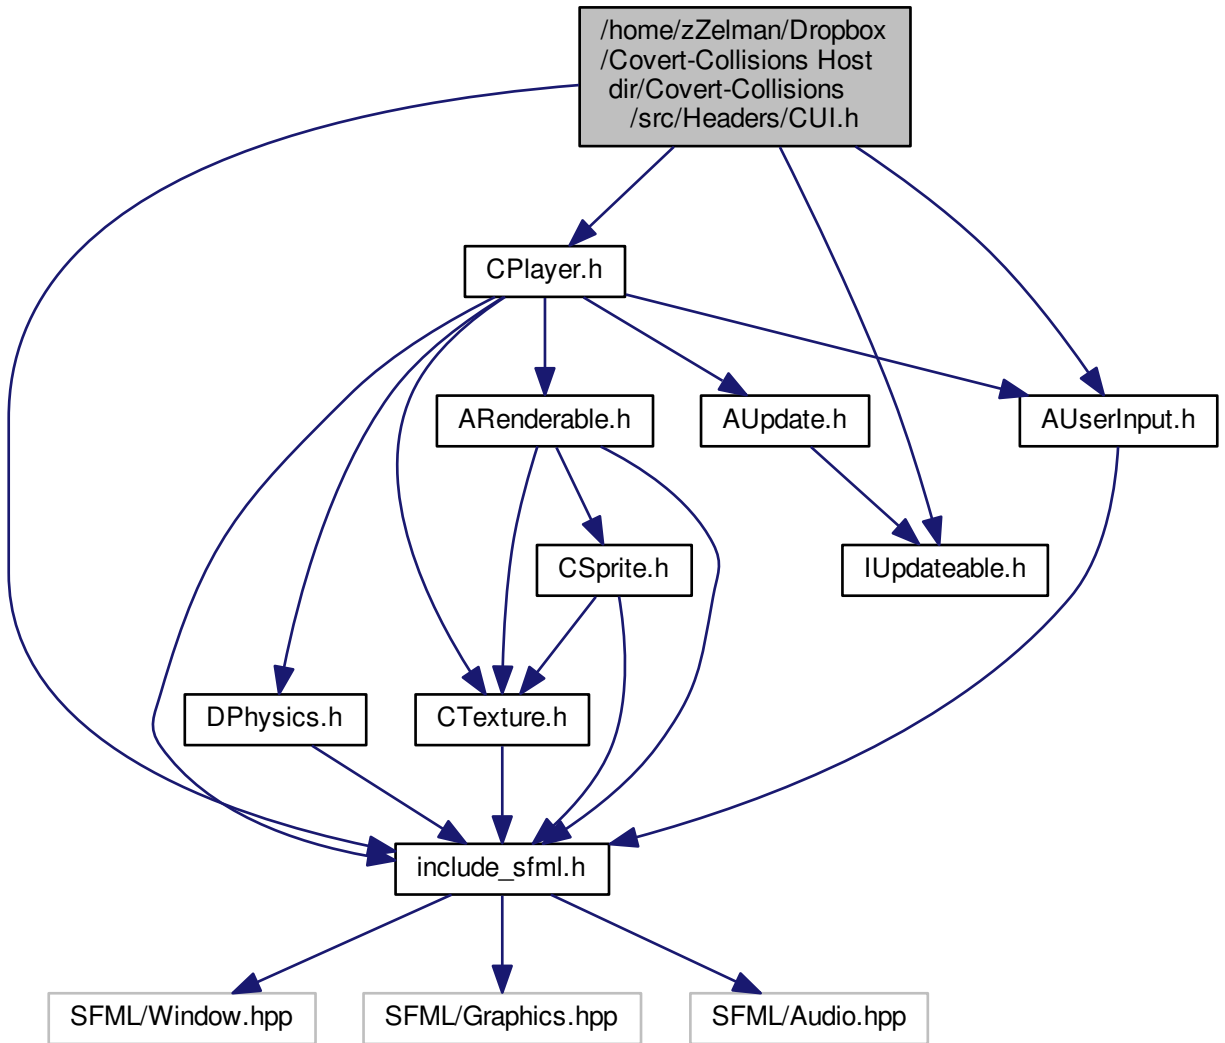 /home/zZelman/Dropbox
/Covert-Collisions Host
dir/Covert-Collisions
/src/Headers/CUI.h
CPlayer.h
ARenderable.h
AUpdate.h
AUserInput.h
CSprite.h
IUpdateable.h
DPhysics.h
CTexture.h
include_sfml.h
SFML/Window.hpp
SFML/Graphics.hpp
SFML/Audio.hpp